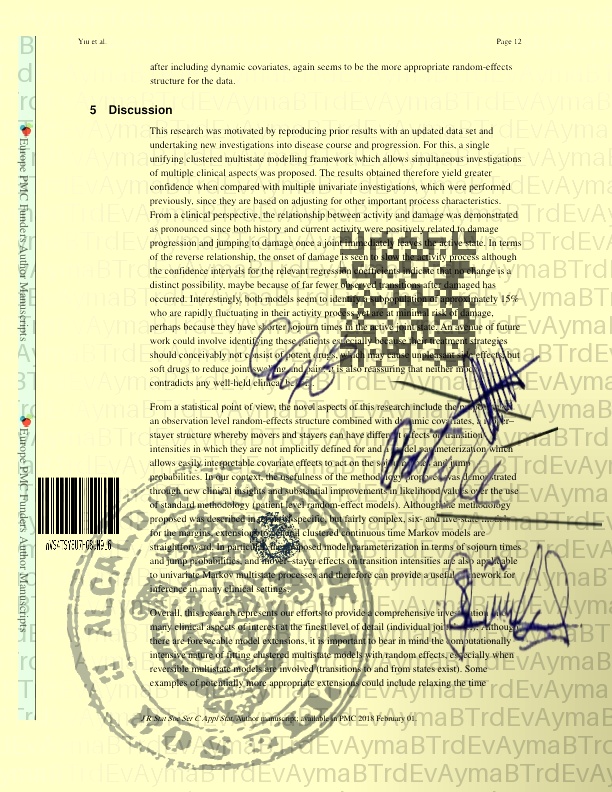 Yiu et al.
Page 12
after including dynamic covariates, again seems to be the more appropriate random-effects
structure for the data.
5 Discussion
This research was motivated by reproducing prior results with an updated data set and
undertaking new investigations into disease course and progression. For this, a single
unifying clustered multistate modelling framework which allows simultaneous investigations
of multiple clinical aspects was proposed. The results obtained therefore yield greater
confidence when compared with multiple univariate investigations, which were performed
previously, since they are based on adjusting for other important process characteristics.
From a clinical perspective, the relationship between activity and damage was demonstrated
as pronounced since both history and current activity were positively related to damage
progression and jumping to damage once a joint immediately leaves the active state. In terms
of the reverse relationship, the onset of damage is seen to slow the activity process although
the confidence intervals for the relevant regression coefficients indicate that no change is a
distinct possibility, maybe because of far fewer observed transitions after damaged has
occurred. Interestingly, both models seem to identify a subpopulation of approximately 15%
who are rapidly fluctuating in their activity process yet are at minimal risk of damage,
perhaps because they have shorter sojourn times in the active joint state. An avenue of future
work could involve identifying these patients especially because their treatment strategies
should conceivably not consist of potent drugs, which may cause unpleasant side effects, but
soft drugs to reduce joint swelling and pain. It is also reassuring that neither model
contradicts any well-held clinical
From a statistical point of view, the novel aspects of this research include the
an observation level random-effects structure combined with dynamic covariates, a
stayer structure whereby movers and stayers can have different effects on transition
intensities in which they are not implicitly defined and a model parameterization which
allows easily interpretable covariate effects to act on the and jump
probabilities. In our context, the usefulness of the methodology proposed was demonstrated
through new clinical insights and substantial improvements in likelihood values over the use
of standard methodology (patient level random-effects models). Although the methodology
proposed was described in specific, but fairly complex, six- and five-state
for the margins, extensions to clustered continuous time Markov models are
straightforward. In particular, the proposed model parameterization in terms of sojourn times
and jump probabilities, and mover–stayer effects on transition intensities are also applicable
to univariate Markov multistate processes and therefore can provide a useful framework for
inference in many clinical settings.
Overall, this research represents our efforts to provide a comprehensive investigation
many clinical aspects of interest at the finest level of detail (individual joint Although
there are foreseeable model extensions, it is important to bear in mind the computationally
intensive nature of fitting clustered multistate models with random effects, especially when
reversible multistate models are involved (transitions to and from states exist). Some
examples of potentially more appropriate extensions could include relaxing the time
J R Stat Soc Ser C Appl Stat. Author manuscript; available in PMC 2018 February 01.
Europe PMC Funders Author Manuscripts
Europe PMC Funders Author Manuscripts
ALCALDE
EvAymaBTrdEvAymaBTrdEvAymaBTrd